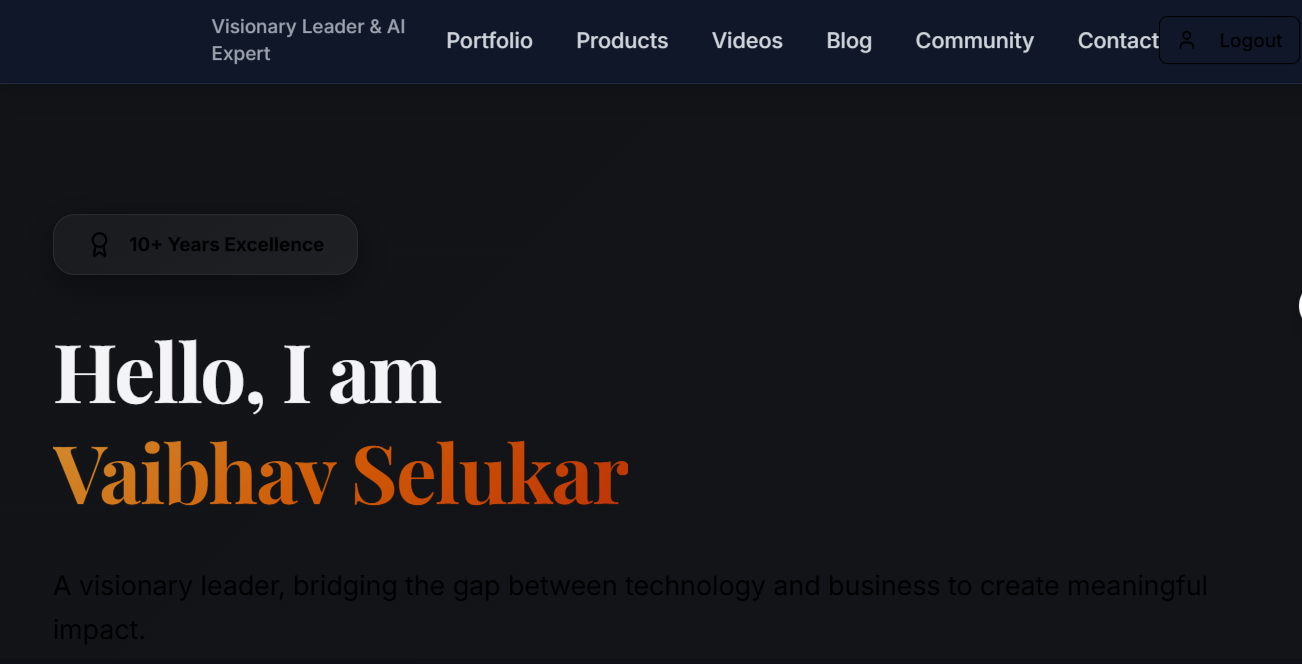 Visionary Leader & AI
Expert
Portfolio
Products
Videos
Blog
Community
Contact
Logout
10+ Years Excellence
Hello, I am
Vaibhav Selukar
A visionary leader, bridging the gap between technology and business to create meaningful
impact.